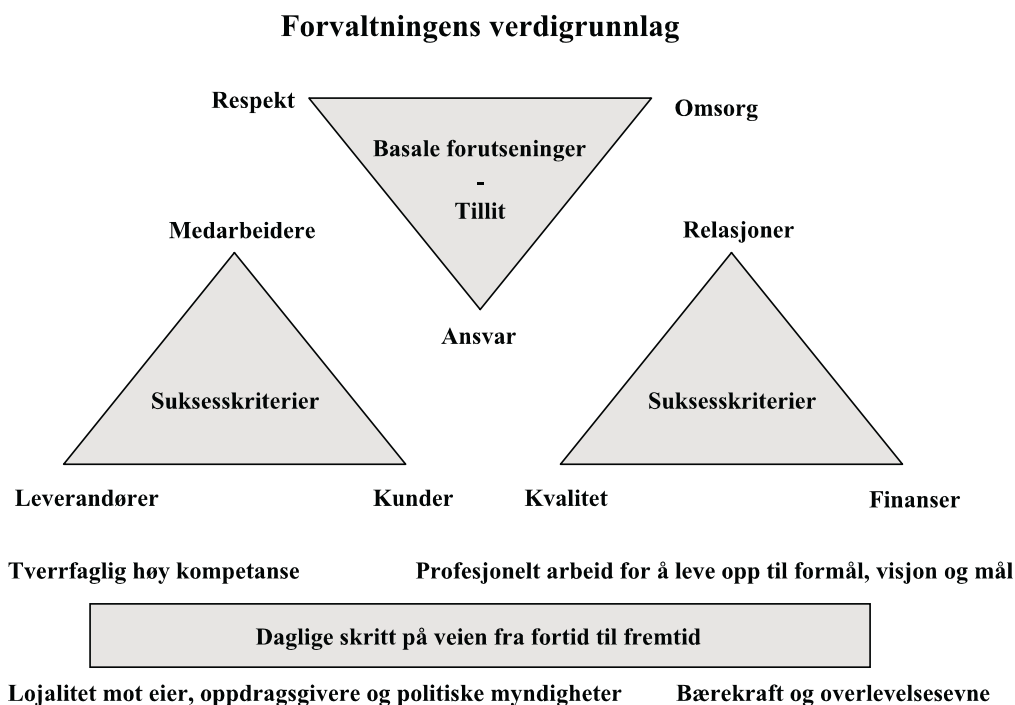 Forvaltningens verdigrunnlag
Respekt
Omsorg
Basale forutseninger
-
Tillit
Medarbeidere
Relasjoner
Ansvar
Suksesskriterier
Suksesskriterier
Leverandører
Kunder
Kvalitet
Finanser
Tverrfaglig høy kompetanse
Profesjonelt arbeid for å leve opp til formål, visjon og mål
Daglige skritt på veien fra fortid til fremtid
Lojalitet mot eier, oppdragsgivere og politiske myndigheter
Bærekraft og overlevelsesevne